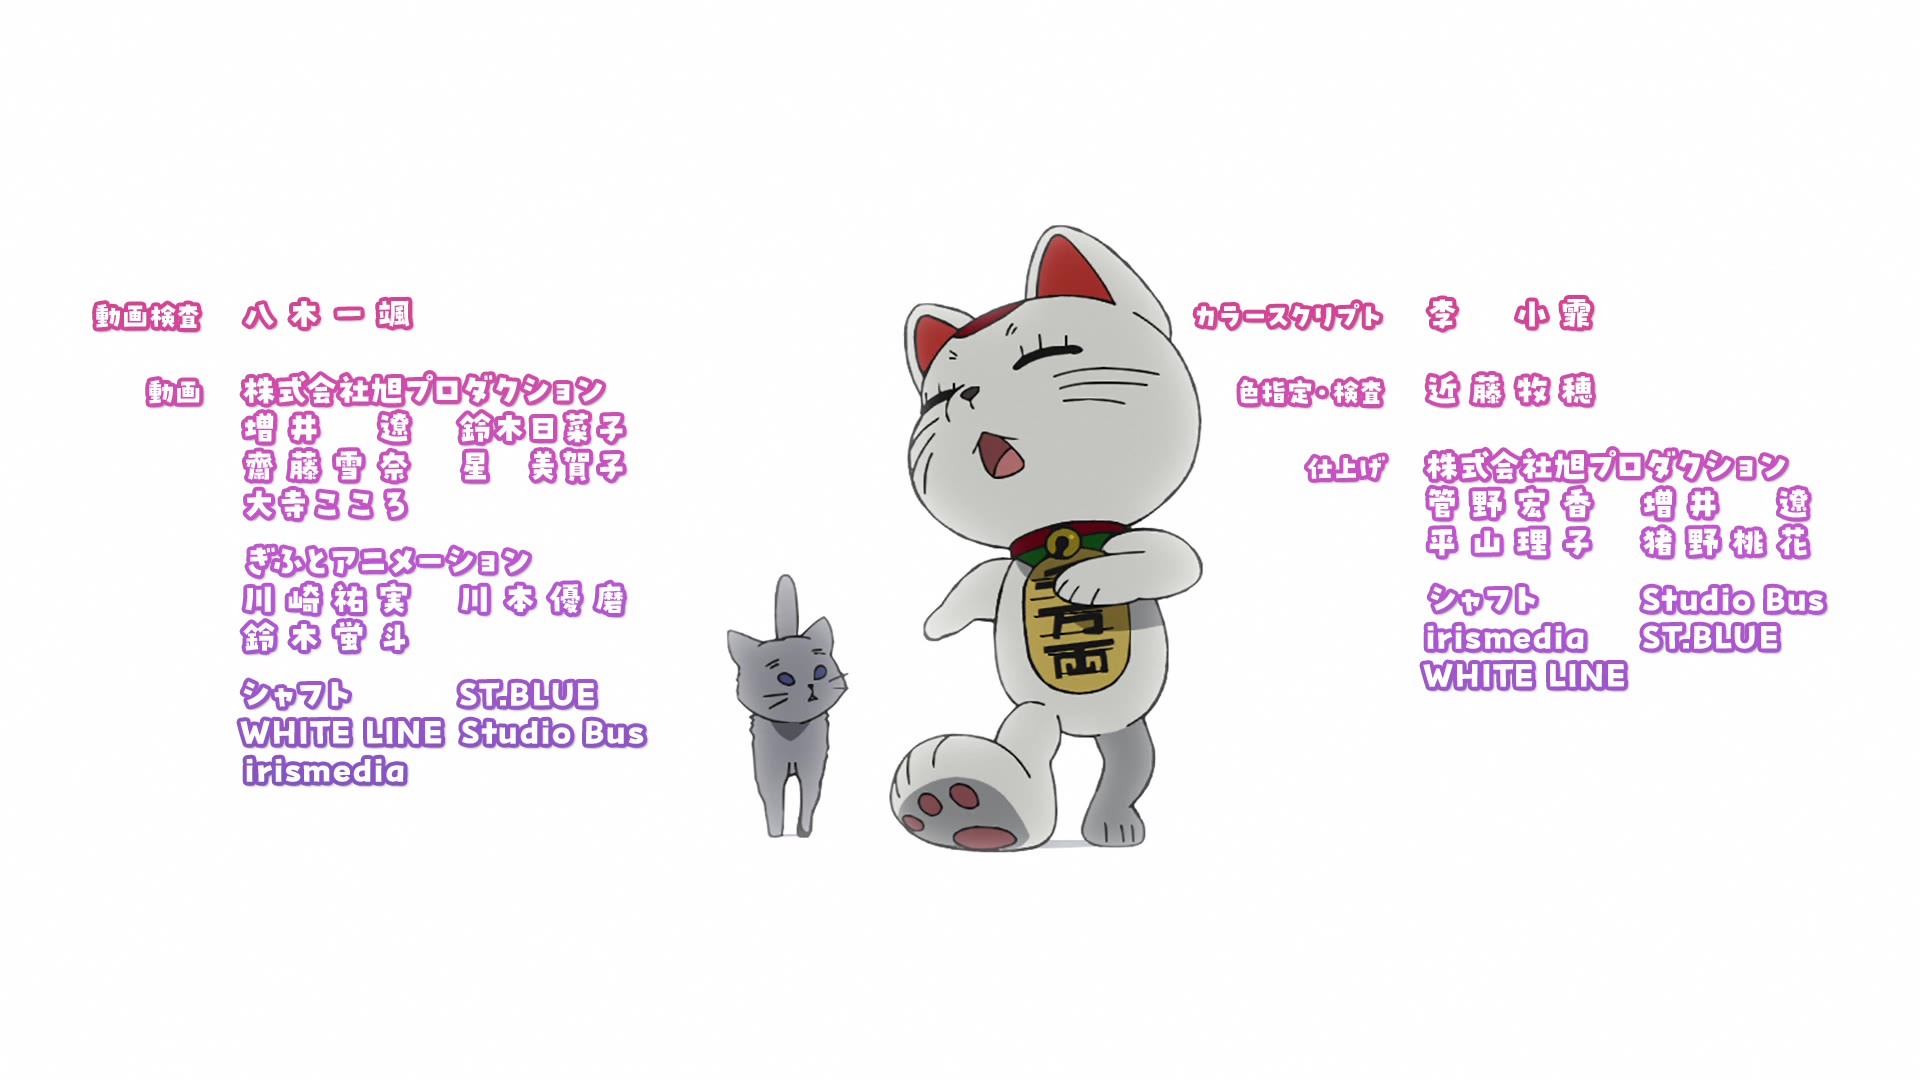 動画検査 八木一颯
動画 株式会社旭プロダクション
増井 遼 鈴木日菜子
齋藤雪奈 星 美賀子
大寺こころ
ぎふとアニメーション
川崎祐実 川本優磨
鈴木蛍斗
シャフト ST.BLUE
WHITE LINE Studio Bus
irismedia
万両
カラースクリプト 李 小霏
色指定・検査 近藤牧穂
仕上げ 株式会社旭プロダクション
管野宏香 増井 遼
平山理子 猪野桃花
シャフト Studio Bus
irismedia ST.BLUE
WHITE LINE